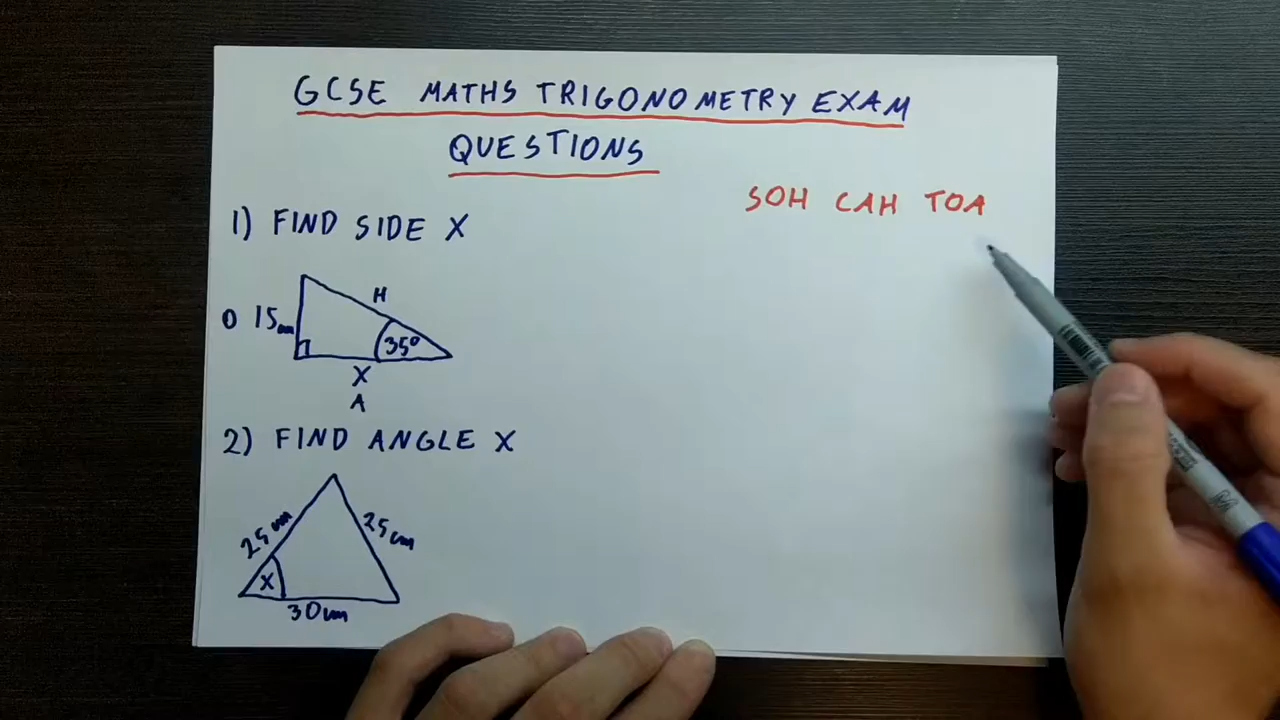 GCSE MATHS TRIGONOMETRY EXAM
QUESTIONS
SOH CAH TOA
1) FIND SIDE X
H
O 15cm
35°
X
A
2) FIND ANGLE X
25cm
25cm
X
30cm